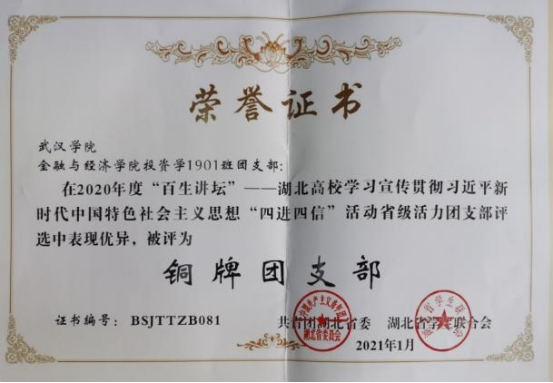 荣誉证书
武汉学院
金融与经济学院投资学1901班团支部:
在2020年度“百生讲坛”——湖北高校学习宣传贯彻习近平新
时代中国特色社会主义思想“四进四信”活动省级活力团支部评
选中表现优异，被评为
铜牌团支部
证书编号: BSJTTZB081 共青团湖北省委 湖北省学生联合会
2021年1月